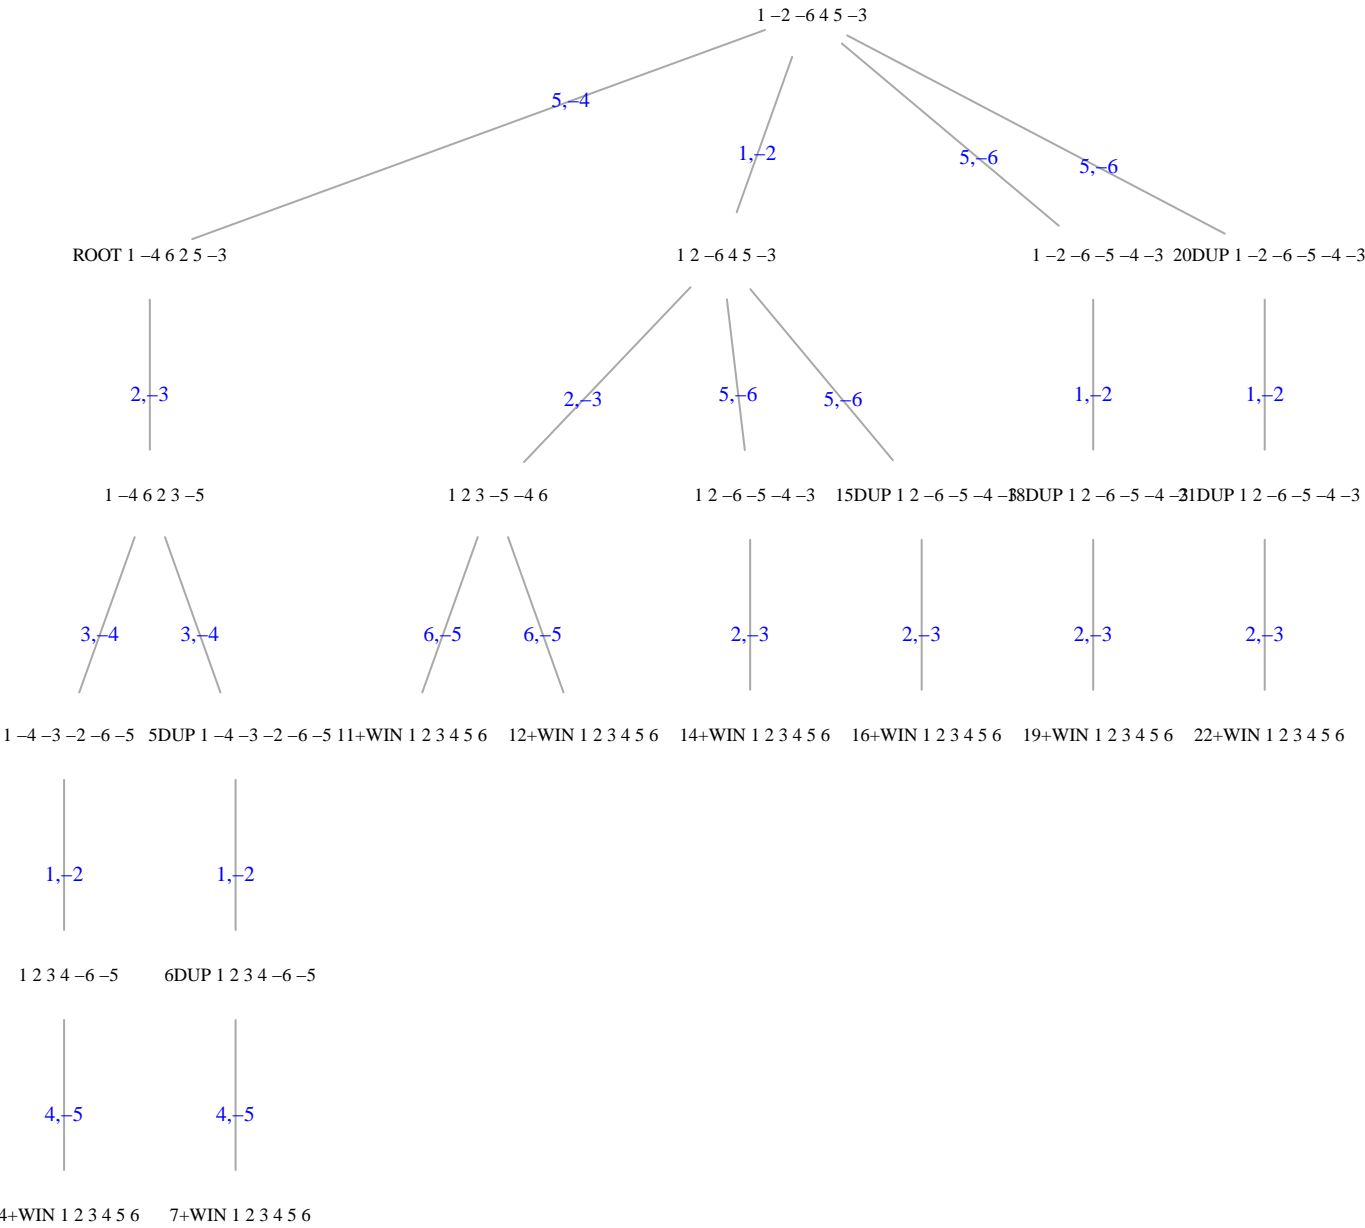 1 −2 −6 4 5 −3
5,−4
1,−2
5,−6
5,−6
ROOT 1 −4 6 2 5 −3
1 2 −6 4 5 −3
1 −2 −6 −5 −4 −3
20DUP 1 −2 −6 −5 −4 −3
2,−3
2,−3
5,−6
5,−6
1,−2
1,−2
1 −4 6 2 3 −5
1 2 3 −5 −4 6
1 2 −6 −5 −4 −3
15DUP 1 2 −6 −5 −4 −3
18DUP 1 2 −6 −5 −4 −3
21DUP 1 2 −6 −5 −4 −3
3,−4
3,−4
6,−5
6,−5
2,−3
2,−3
2,−3
2,−3
1 −4 −3 −2 −6 −5
5DUP 1 −4 −3 −2 −6 −5
11+WIN 1 2 3 4 5 6
12+WIN 1 2 3 4 5 6
14+WIN 1 2 3 4 5 6
16+WIN 1 2 3 4 5 6
19+WIN 1 2 3 4 5 6
22+WIN 1 2 3 4 5 6
1,−2
1,−2
1 2 3 4 −6 −5
6DUP 1 2 3 4 −6 −5
4,−5
4,−5
4+WIN 1 2 3 4 5 6
7+WIN 1 2 3 4 5 6